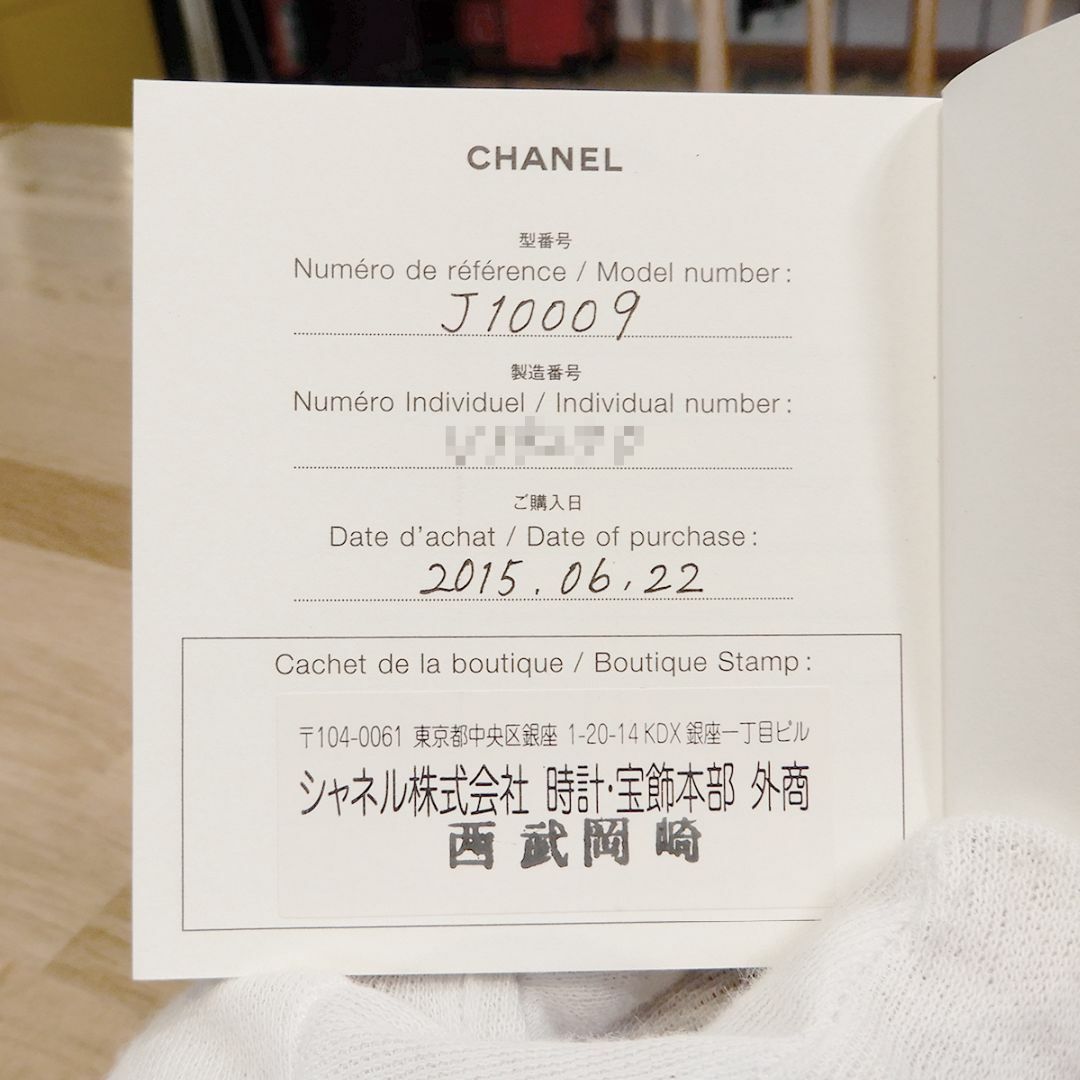 CHANEL
型番号
Numéro de référence / Model number:
J10009
製造番号
Numéro Individuel / Individual number:
ご購入日
Date d'achat / Date of purchase:
2015.06.22
Cachet de la boutique / Boutique Stamp:
〒104-0061 東京都中央区銀座 1-20-14 KDX 銀座一丁目ビル
シャネル株式会社 時計・宝飾本部 外商
西武岡崎